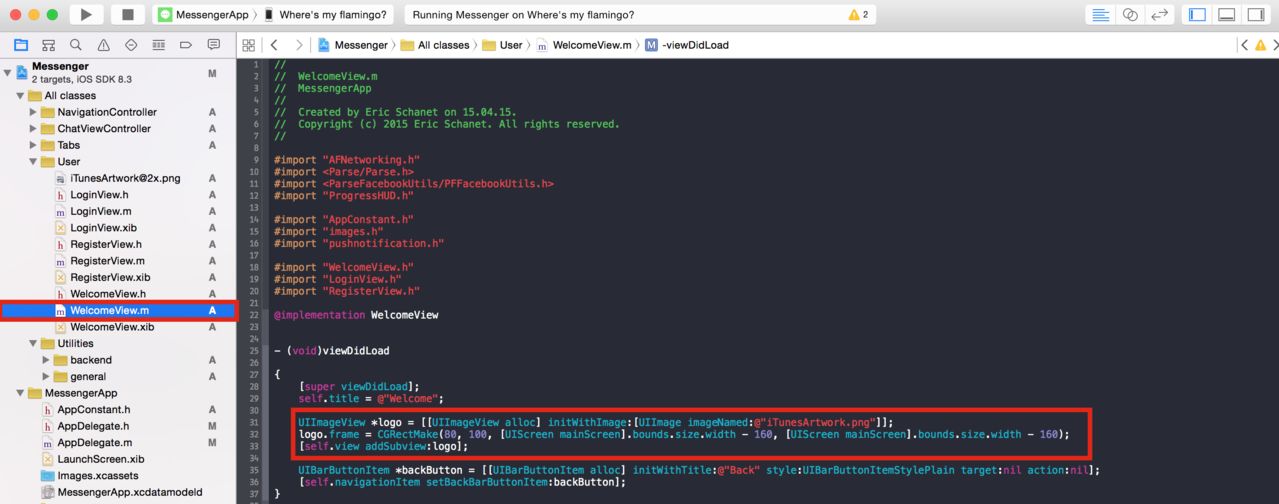 MessengerApp
Where's my flamingo?
Running Messenger on Where's my flamingo?
2
Messenger
All classes
User
WelcomeView.m
-viewDidLoad
Messenger
2 targets, iOS SDK 8.3
M
All classes
NavigationController A
ChatViewController A
Tabs A
User
iTunesArtwork@2x.png A
LoginView.h A
LoginView.m A
LoginView.xib A
RegisterView.h A
RegisterView.m A
RegisterView.xib A
WelcomeView.h A
WelcomeView.m A
WelcomeView.xib A
Utilities
backend A
general A
MessengerApp
AppConstant.h A
AppDelegate.h A
AppDelegate.m A
LaunchScreen.xib A
Images.xcassets A
MessengerApp.xcdatamodeld A
1 //
2 //  WelcomeView.m
3 //  MessengerApp
4 //
5 //  Created by Eric Schanet on 15.04.15.
6 //  Copyright (c) 2015 Eric Schanet. All rights reserved.
7 //
8
9 #import "AFNetworking.h"
10 #import <Parse/Parse.h>
11 #import <ParseFacebookUtils/PFFacebookUtils.h>
12 #import "ProgressHUD.h"
13
14 #import "AppConstant.h"
15 #import "images.h"
16 #import "pushnotification.h"
17
18 #import "WelcomeView.h"
19 #import "LoginView.h"
20 #import "RegisterView.h"
21
22 @implementation WelcomeView
23
24
25 - (void)viewDidLoad
26
27 {
28     [super viewDidLoad];
29     self.title = @"Welcome";
30
31     UIImageView *logo = [[UIImageView alloc] initWithImage:[UIImage imageNamed:@"iTunesArtwork.png"]];
32     logo.frame = CGRectMake(80, 100, [UIScreen mainScreen].bounds.size.width - 160, [UIScreen mainScreen].bounds.size.width - 160);
33     [self.view addSubview:logo];
34
35     UIBarButtonItem *backButton = [[UIBarButtonItem alloc] initWithTitle:@"Back" style:UIBarButtonItemStylePlain target:nil action:nil];
36     [self.navigationItem setBackBarButtonItem:backButton];
37 }